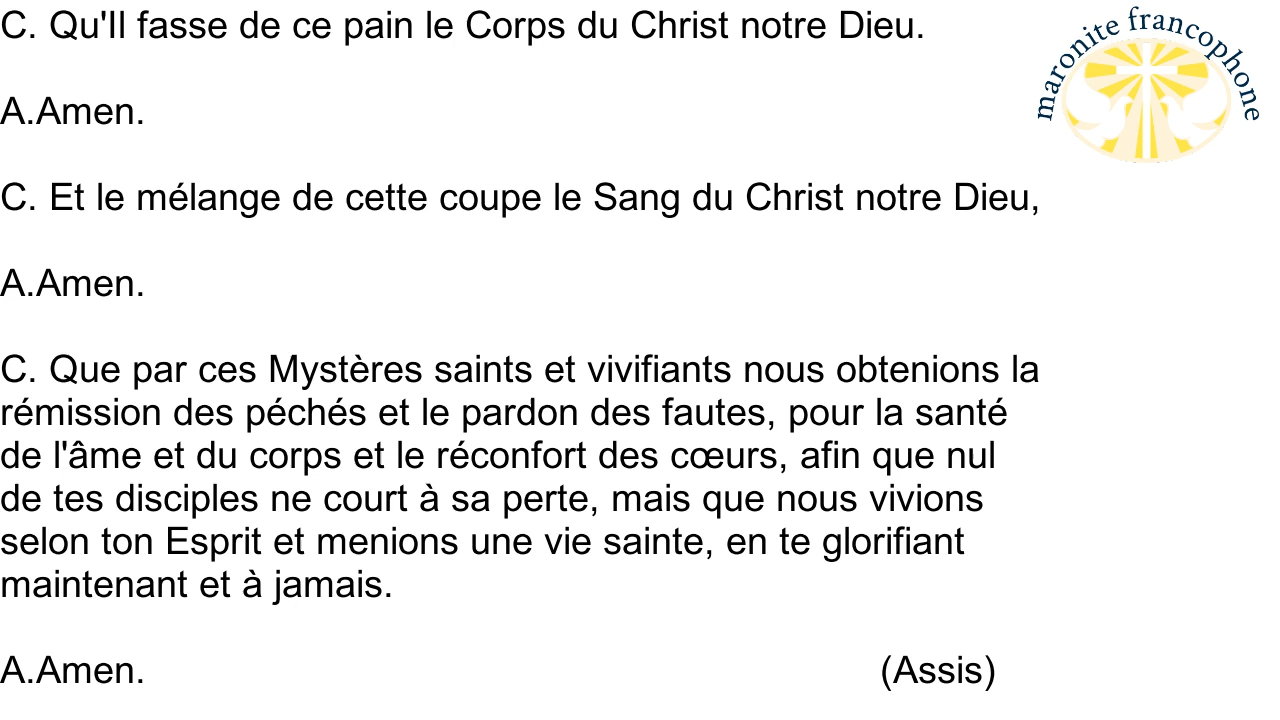 C. Qu'Il fasse de ce pain le Corps du Christ notre Dieu.
maronite francophone
A.Amen.
C. Et le mélange de cette coupe le Sang du Christ notre Dieu,
A.Amen.
C. Que par ces Mystères saints et vivifiants nous obtenions la
rémission des péchés et le pardon des fautes, pour la santé
de l'âme et du corps et le réconfort des cœurs, afin que nul
de tes disciples ne court à sa perte, mais que nous vivions
selon ton Esprit et menions une vie sainte, en te glorifiant
maintenant et à jamais.
A.Amen. (Assis)